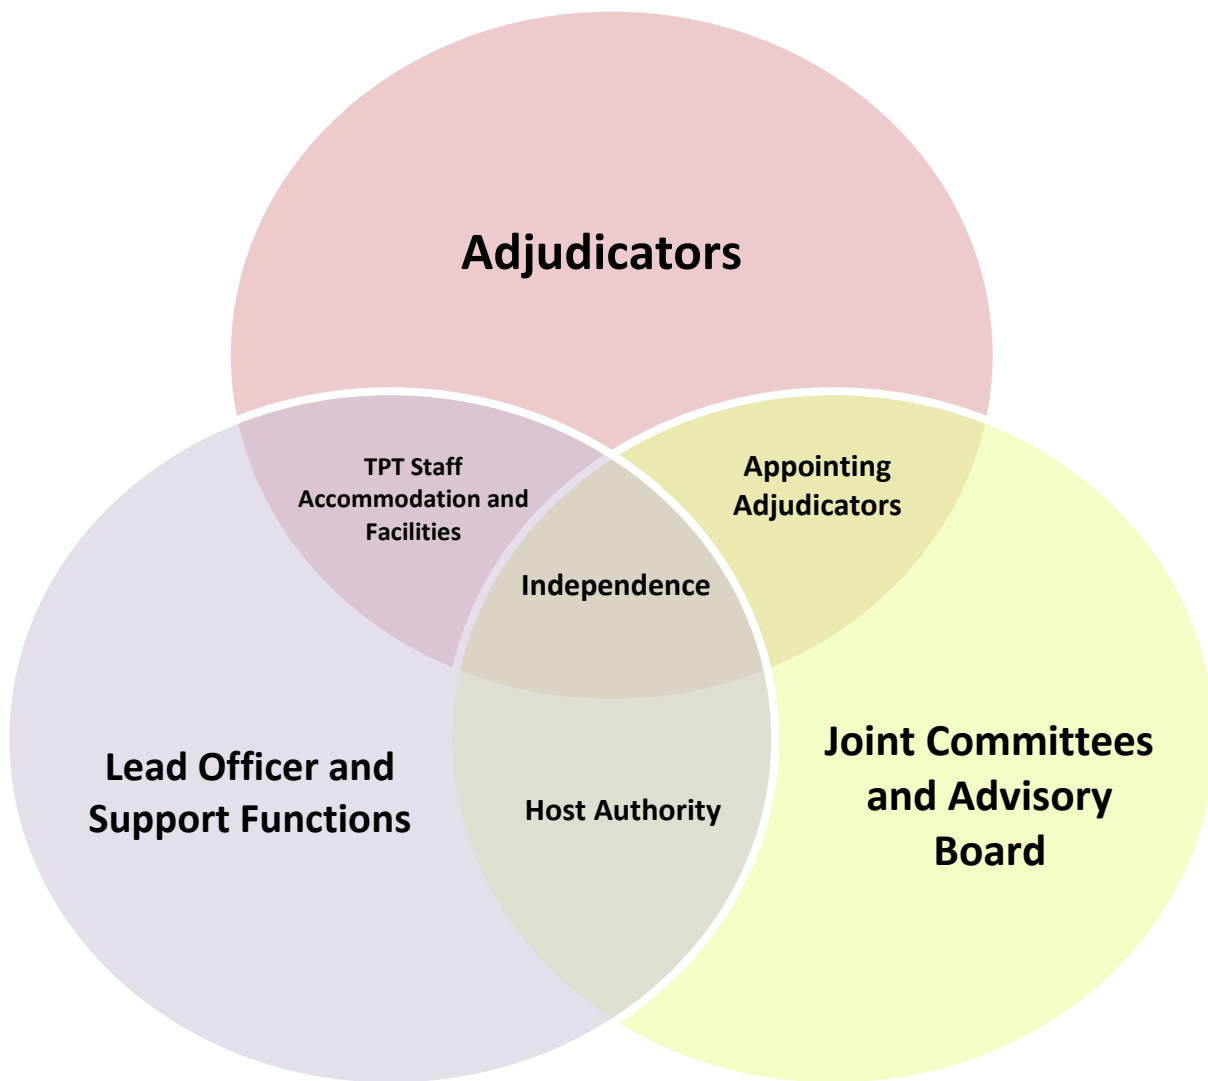 Adjudicators
TPT Staff
Accommodation and
Facilities
Appointing
Adjudicators
Independence
Lead Officer and
Support Functions
Host Authority
Joint Committees
and Advisory
Board